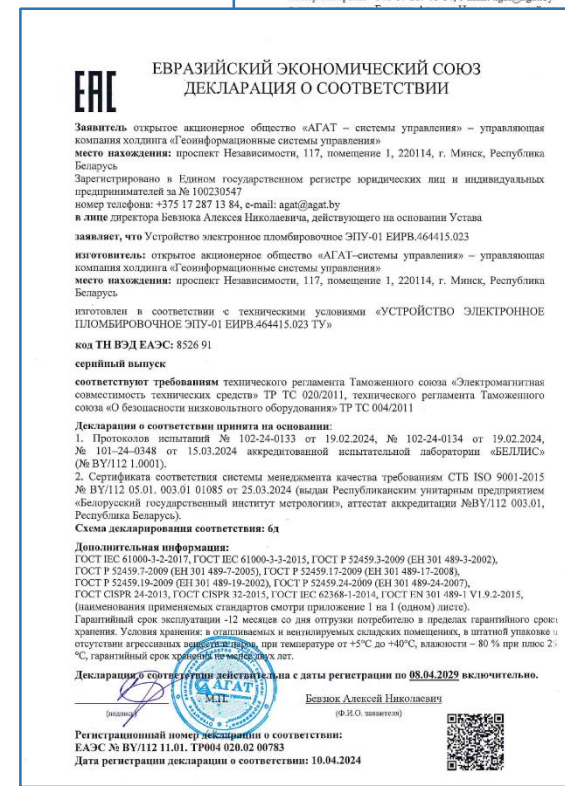 ЕАС
ЕВРАЗИЙСКИЙ ЭКОНОМИЧЕСКИЙ СОЮЗ
ДЕКЛАРАЦИЯ О СООТВЕТСТВИИ
Заявитель открытое акционерное общество «АГАТ – системы управления» – управляющая
компания холдинга «Геоинформационные системы управления»
место нахождения: проспект Независимости, 117, помещение 1, 220114, г. Минск, Республика
Беларусь
Зарегистрировано в Едином государственном регистре юридических лиц и индивидуальных
предпринимателей за № 100230547
номер телефона: +375 17 287 13 84, e-mail: agat@agat.by
в лице директора Бевзюка Алексея Николаевича, действующего на основании Устава
заявляет, что Устройство электронное пломбировочное ЭПУ-01 ЕИРВ.464415.023
изготовитель: открытое акционерное общество «АГАТ–системы управления» – управляющая
компания холдинга «Геоинформационные системы управления»
место нахождения: проспект Независимости, 117, помещение 1, 220114, г. Минск, Республика
Беларусь
изготовлен в соответствии с техническими условиями «УСТРОЙСТВО ЭЛЕКТРОННОЕ
ПЛОМБИРОВОЧНОЕ ЭПУ-01 ЕИРВ.464415.023 ТУ»
код ТН ВЭД ЕАЭС: 8526 91
серийный выпуск
соответствуют требованиям технического регламента Таможенного союза «Электромагнитная
совместимость технических средств» ТР ТС 020/2011, технического регламента Таможенного
союза «О безопасности низковольтного оборудования» ТР ТС 004/2011
Декларация о соответствии принята на основании:
1. Протоколов испытаний № 102-24-0133 от 19.02.2024, № 102-24-0134 от 19.02.2024,
№ 101–24–0348 от 15.03.2024 аккредитованной испытательной лаборатории «БЕЛЛИС»
(№ BY/112 1.0001).
2. Сертификата соответствия системы менеджмента качества требованиям СТБ ISO 9001-2015
№ BY/112 05.01. 003.01 01085 от 25.03.2024 (выдан Республиканским унитарным предприятием
«Белорусский государственный институт метрологии», аттестат аккредитации №BY/112 003.01,
Республика Беларусь).
Схема декларирования соответствия: 6д
Дополнительная информация:
ГОСТ IEC 61000-3-2-2017, ГОСТ IEC 61000-3-3-2015, ГОСТ Р 52459.3-2009 (ЕН 301 489-3-2002),
ГОСТ Р 52459.7-2009 (ЕН 301 489-7-2005), ГОСТ Р 52459.17-2009 (ЕН 301 489-17-2008),
ГОСТ Р 52459.19-2009 (ЕН 301 489-19-2002), ГОСТ Р 52459.24-2009 (ЕН 301 489-24-2007),
ГОСТ CISPR 24-2013, ГОСТ CISPR 32-2015, ГОСТ IEC 62368-1-2014, ГОСТ EN 301 489-1 V1.9.2-2015,
(наименования применяемых стандартов смотри приложение 1 на 1 (одном) листе).
Гарантийный срок эксплуатации -12 месяцев со дня отгрузки потребителю в пределах гарантийного срока
хранения. Условия хранения: в отапливаемых и вентилируемых складских помещениях, в штатной упаковке
отсутствии агрессивных веществ и паров, при температуре от +5°С до +40°С, влажности – 80 % при плюс 2
°С, гарантийный срок хранения не менее двух лет.
Декларация о соответствии действительна с даты регистрации по 08.04.2029 включительно.
М.П.
АГАТ
Бевзюк Алексей Николаевич
(подпись)
(Ф.И.О. заявителя)
Регистрационный номер декларации о соответствии:
ЕАЭС № BY/112 11.01. ТР004 020.02 00783
Дата регистрации декларации о соответствии: 10.04.2024